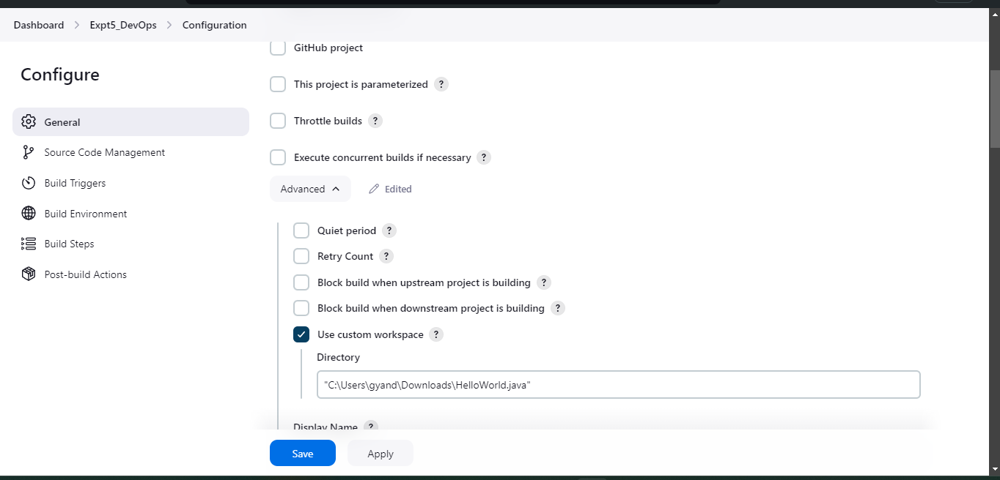 Dashboard > Expt5_DevOps > Configuration
Configure
General
Source Code Management
Build Triggers
Build Environment
Build Steps
Post-build Actions
GitHub project
This project is parameterized ?
Throttle builds ?
Execute concurrent builds if necessary ?
Advanced Edited
Quiet period ?
Retry Count ?
Block build when upstream project is building ?
Block build when downstream project is building ?
Use custom workspace ?
Directory
"C:\Users\gyand\Downloads\HelloWorld.java"
Display Name ?
Save Apply